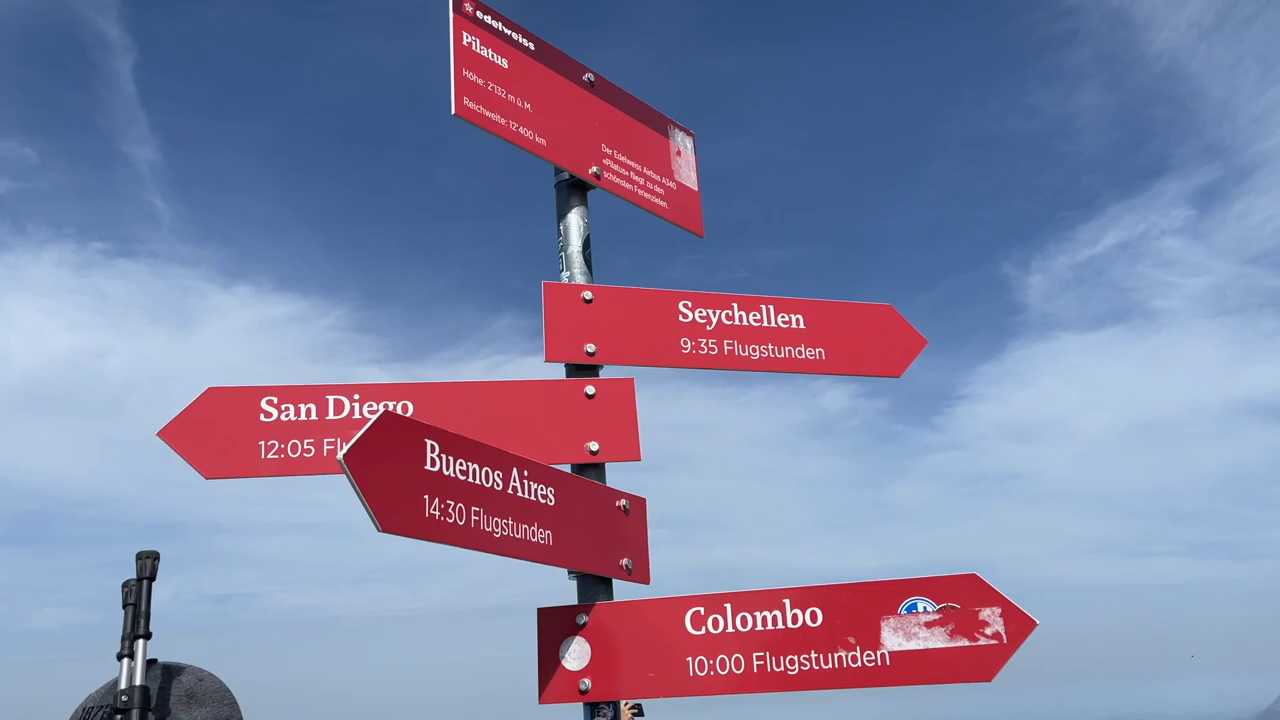 edelweiss
Pilatus
Höhe: 2'132 m ü. M.
Reichweite: 12'400 km
Der Edelweiss Airbus A340
«Pilatus» fliegt zu den
schönsten Ferienzielen.
Seychellen
9:35 Flugstunden
San Diego
12:05
Buenos Aires
14:30 Flugstunden
Colombo
10:00 Flugstunden